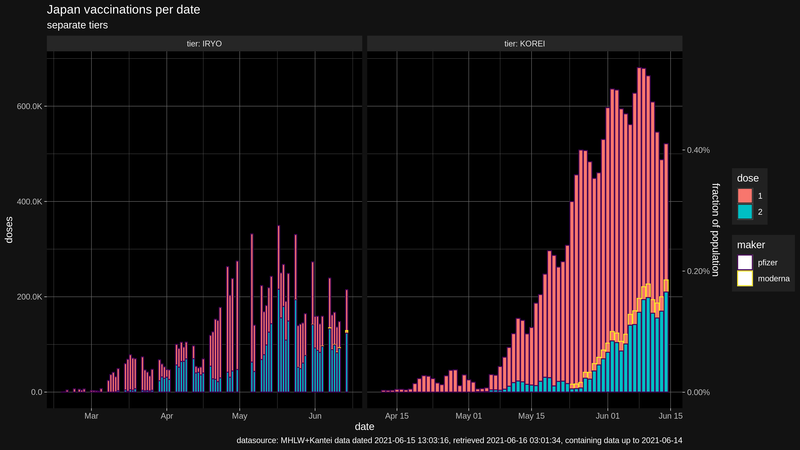 Japan vaccinations per date
separate tiers
tier: IRYO
tier: KOREI
600.0K
400.0K
200.0K
0.0
doses
0.40%
0.20%
0.00%
fraction of population
Mar
Apr
May
Jun
Apr 15
May 01
May 15
Jun 01
Jun 15
date
dose
1
2
maker
pfizer
moderna
datasource: MHLW+Kantei data dated 2021-06-15 13:03:16, retrieved 2021-06-16 03:01:34, containing data up to 2021-06-14